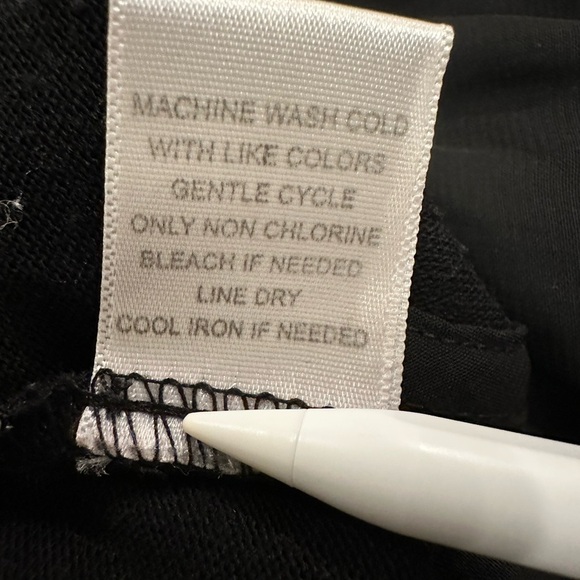 MACHINE WASH COLD
WITH LIKE COLORS
GENTLE CYCLE
ONLY NON CHLORINE
BLEACH IF NEEDED
LINE DRY
COOL IRON IF NEEDED